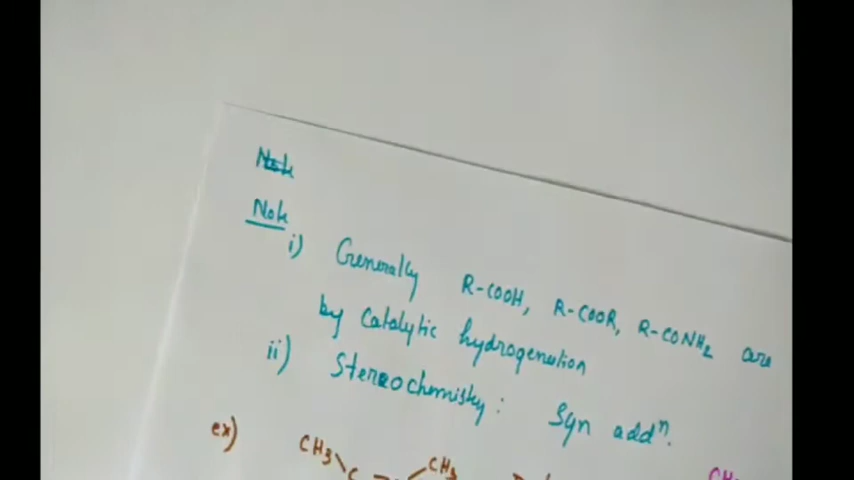 Note
Note
i) Generally R-COOH, R-COOR, R-CONH₂ are
by catalytic hydrogenation
ii) Stereochemistry : Syn addⁿ.
ex) CH₃ CH₃
C